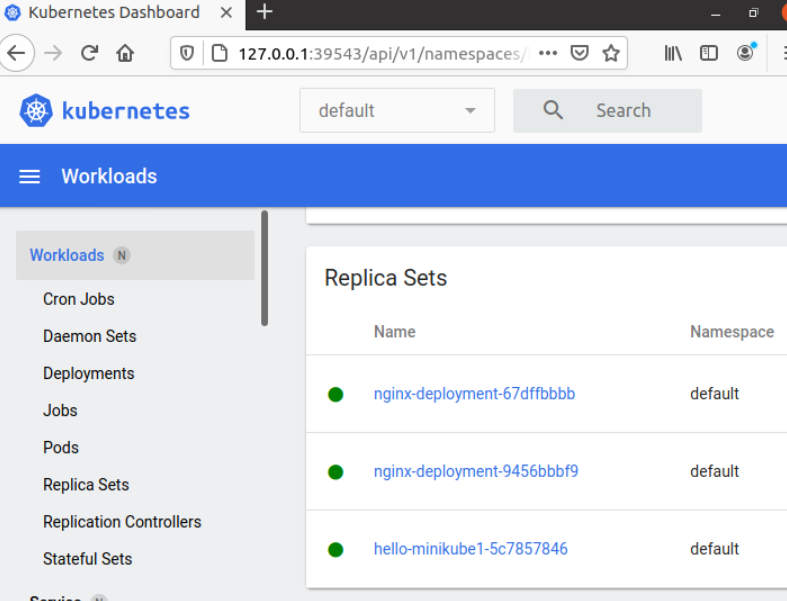 Kubernetes Dashboard
127.0.0.1:39543/api/v1/namespaces/
kubernetes
default
Search
Workloads
Workloads N
Cron Jobs
Daemon Sets
Deployments
Jobs
Pods
Replica Sets
Replication Controllers
Stateful Sets
Service N
Replica Sets
Name Namespace
nginx-deployment-67dffbbbb default
nginx-deployment-9456bbbf9 default
hello-minikube1-5c7857846 default